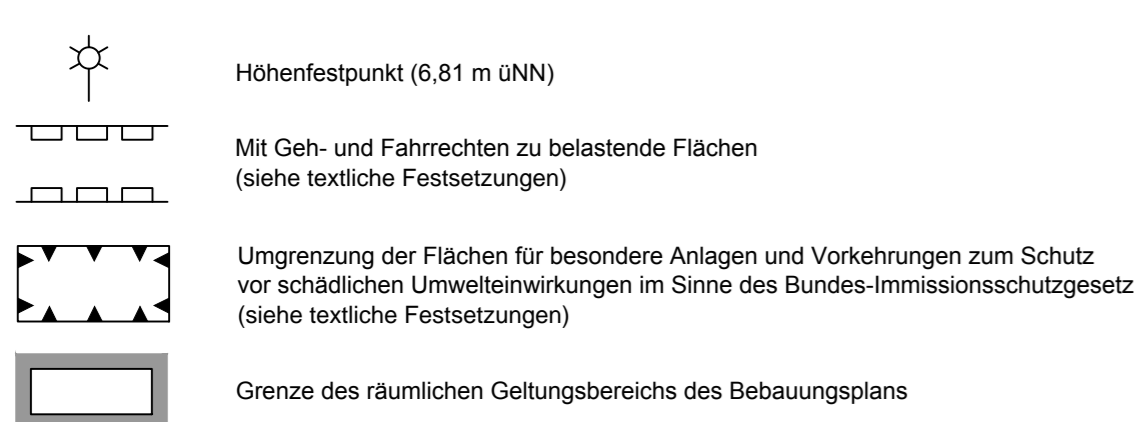 Höhenfestpunkt (6,81 m üNN)
Mit Geh- und Fahrrechten zu belastende Flächen
(siehe textliche Festsetzungen)
Umgrenzung der Flächen für besondere Anlagen und Vorkehrungen zum Schutz
vor schädlichen Umwelteinwirkungen im Sinne des Bundes-Immissionsschutzgesetz
(siehe textliche Festsetzungen)
Grenze des räumlichen Geltungsbereichs des Bebauungsplans